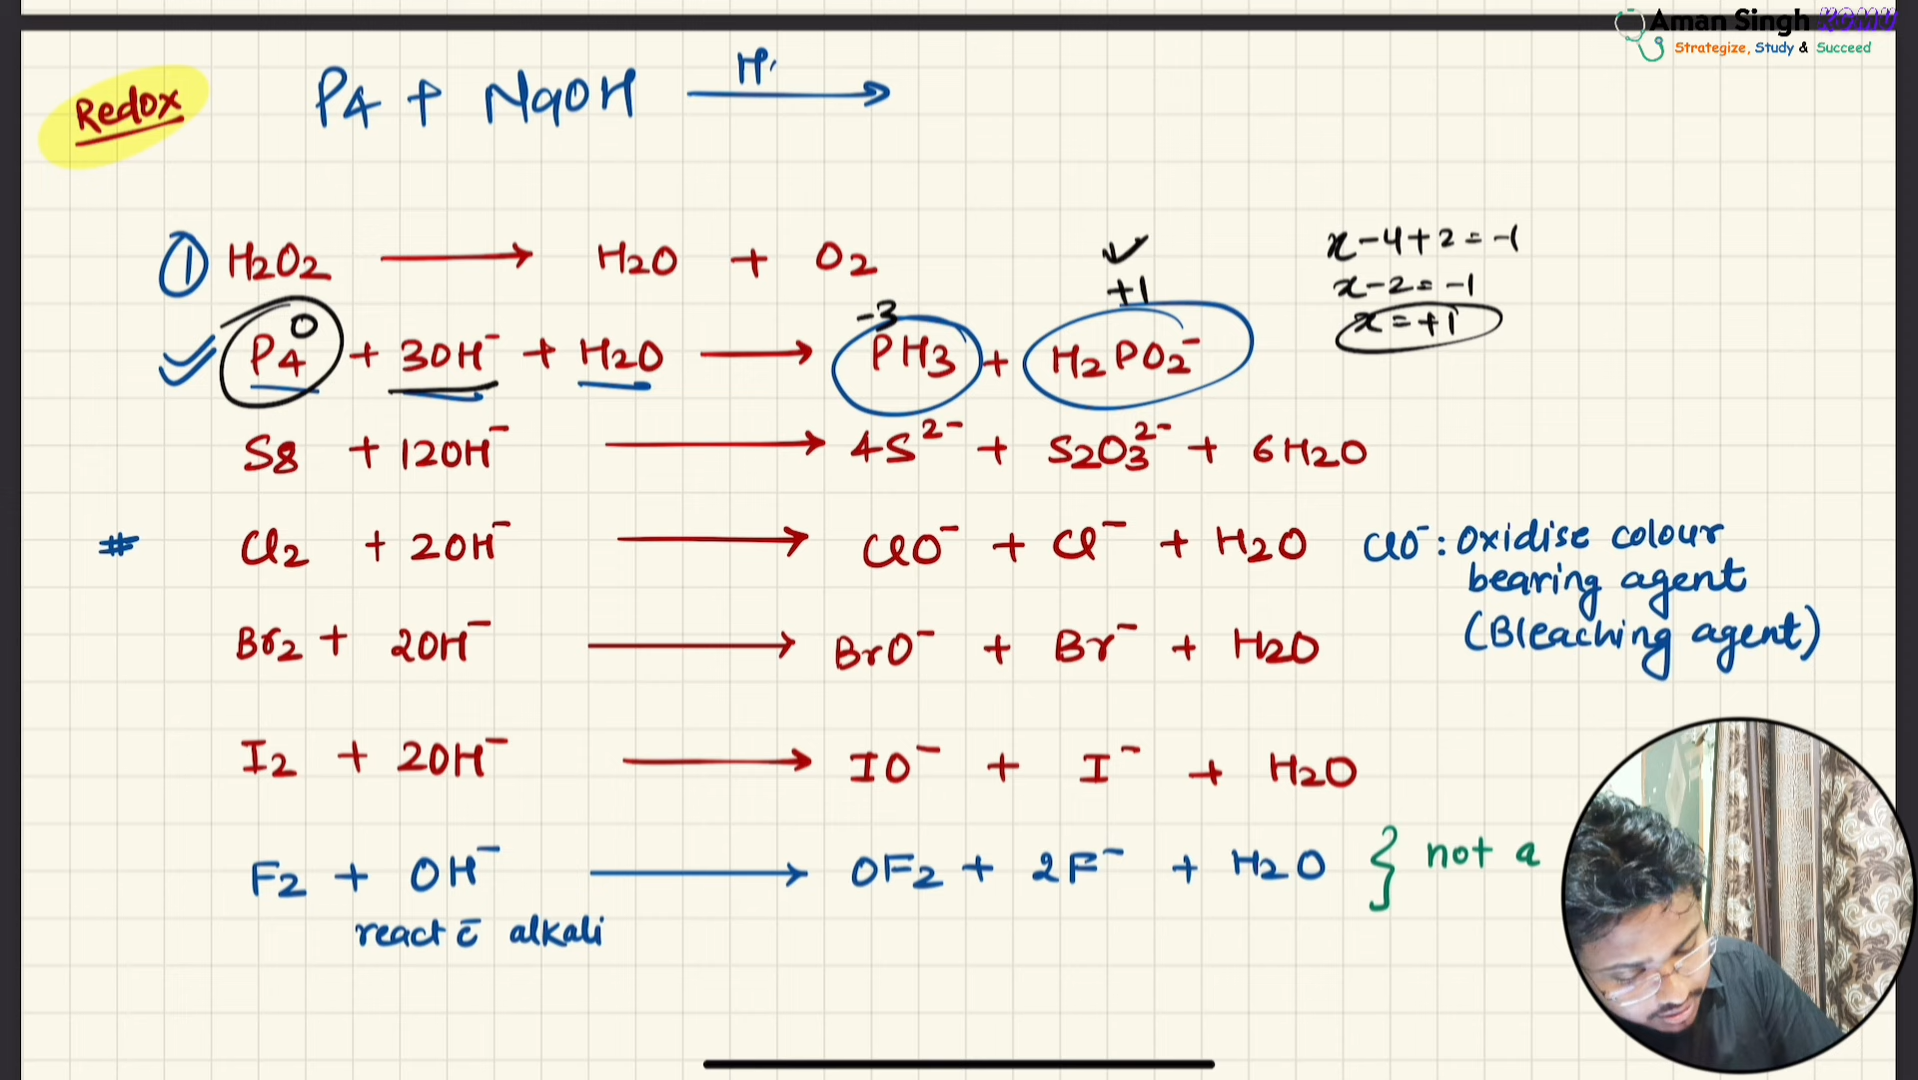 Aman Singh KGMU
Strategize, Study & Succeed
Redox P4 + NaOH H
① H2O2 ⟶ H2O + O2
x-4+2=-1
x-2=-1
x=+1
0 -3 ✓ +1
P4 + 3OH⁻ + H2O ⟶ PH3 + H2PO2⁻
S8 + 12OH⁻ ⟶ 4S²⁻ + S2O3²⁻ + 6H2O
# Cl2 + 2OH⁻ ⟶ ClO⁻ + Cl⁻ + H2O
ClO⁻: Oxidise colour
bearing agent
(Bleaching agent)
Br2 + 2OH⁻ ⟶ BrO⁻ + Br⁻ + H2O
I2 + 2OH⁻ ⟶ IO⁻ + I⁻ + H2O
F2 + OH⁻ ⟶ OF2 + 2F⁻ + H2O } not a
react c̄ alkali